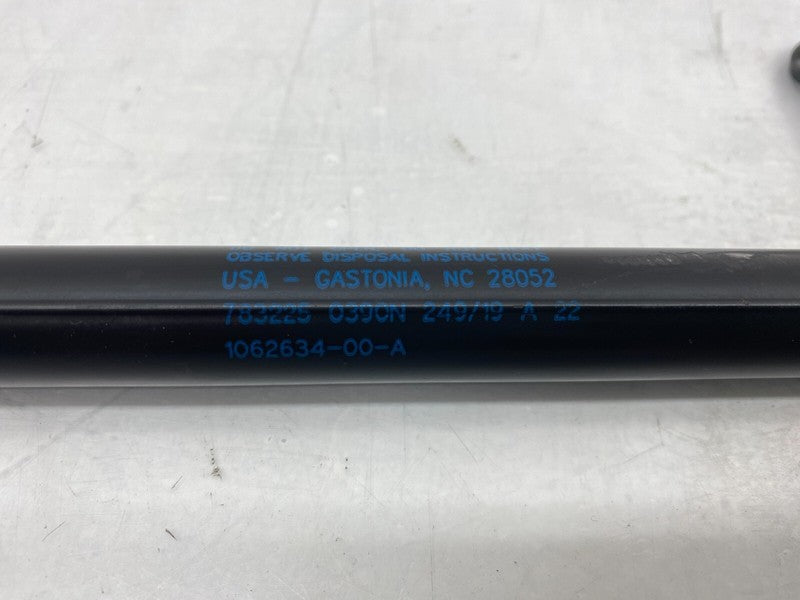 OBSERVE DISPOSAL INSTRUCTIONS
USA - GASTONIA, NC 28052
783225 0390N 249/19 A 22
1062634-00-A